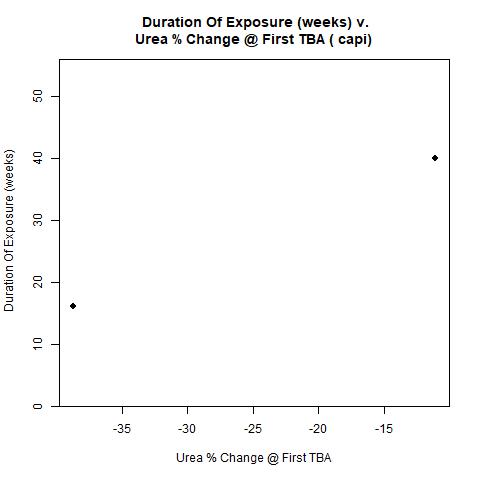 Duration Of Exposure (weeks) v.
Urea % Change @ First TBA ( capi)
Duration Of Exposure (weeks)
50
40
30
20
10
0
-35 -30 -25 -20 -15
Urea % Change @ First TBA